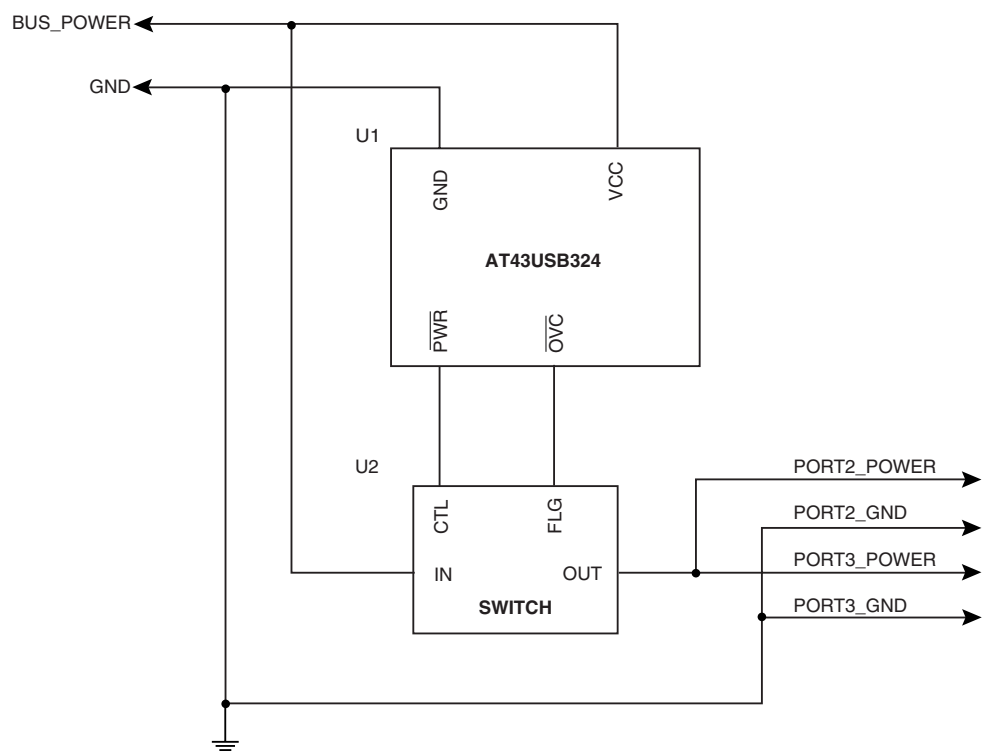 BUS_POWER
GND
U1
GND
VCC
AT43USB324
PWR
OVC
U2
CTL
FLG
IN
OUT
SWITCH
PORT2_POWER
PORT2_GND
PORT3_POWER
PORT3_GND